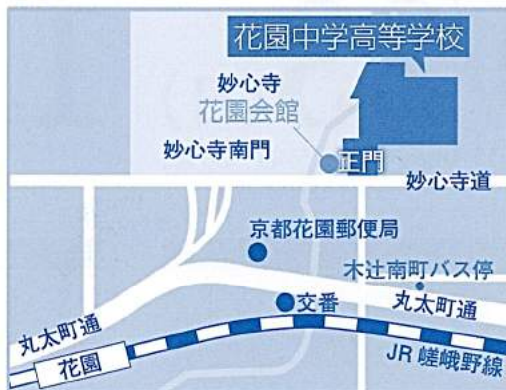 花園中学高等学校
妙心寺
花園会館
妙心寺南門
正門
妙心寺道
京都花園郵便局
木辻南町バス停
丸太町通
交番
丸太町通
花園
JR 嵯峨野線